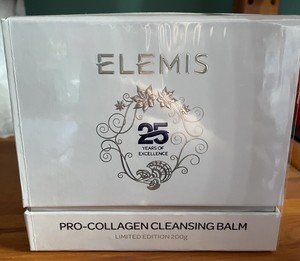 ELEMIS
25
YEARS OF
EXCELLENCE
PRO-COLLAGEN CLEANSING BALM
LIMITED EDITION 200g